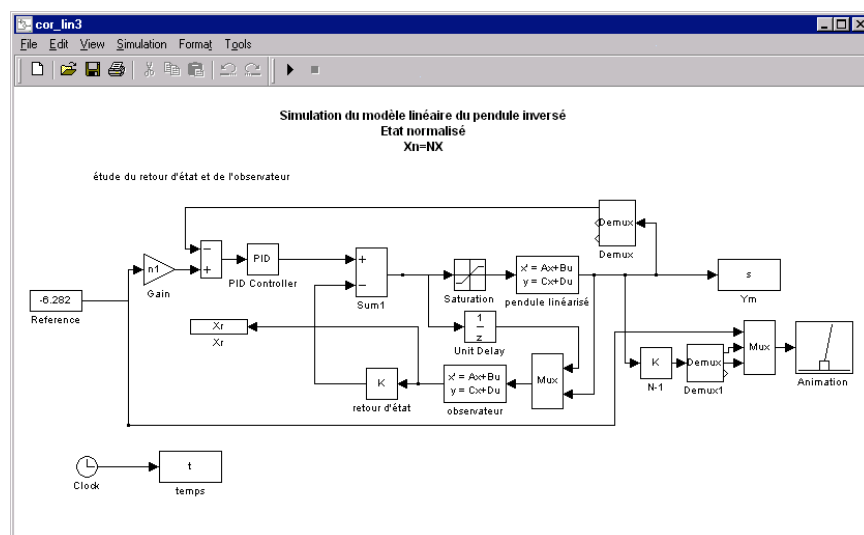 cor_lin3
File Edit View Simulation Format Tools
Simulation du modèle linéaire du pendule inversé
Etat normalisé
Xn=NX
étude du retour d'état et de l'observateur
Demux
Demux
n1
Gain
PID
PID Controller
Sum1
Saturation
x' = Ax+Bu
y = Cx+Du
pendule linéarisé
s
Ym
-6.282
Reference
Xr
Xr
1
z
Unit Delay
K
retour d'état
x' = Ax+Bu
y = Cx+Du
observateur
Mux
K
N-1
Demux
Demux1
Mux
Animation
Clock
t
temps